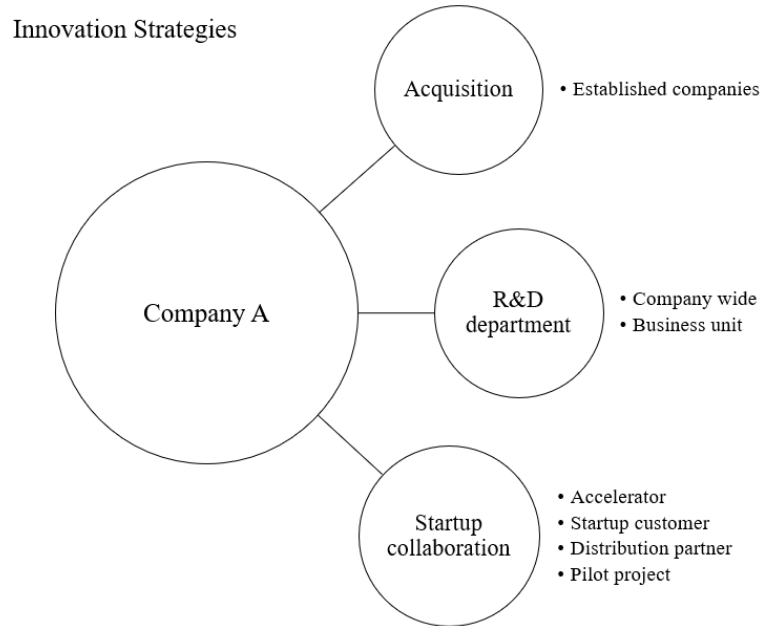 Innovation Strategies
Acquisition
• Established companies
Company A
R&D
department
• Company wide
• Business unit
Startup
collaboration
• Accelerator
• Startup customer
• Distribution partner
• Pilot project